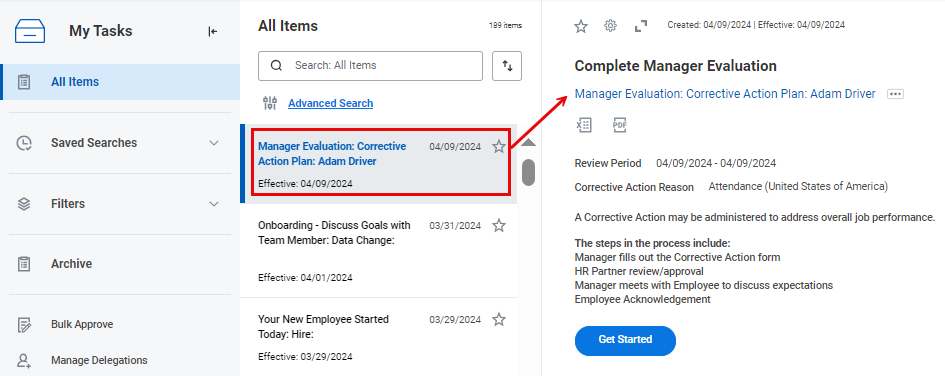 My Tasks
All Items
Saved Searches
Filters
Archive
Bulk Approve
Manage Delegations
All Items
189 items
Search: All Items
Advanced Search
Manager Evaluation: Corrective
Action Plan: Adam Driver
04/09/2024
Effective: 04/09/2024
Onboarding - Discuss Goals with
Team Member: Data Change:
03/31/2024
Effective: 04/01/2024
Your New Employee Started
Today: Hire:
03/29/2024
Effective: 03/29/2024
Created: 04/09/2024 | Effective: 04/09/2024
Complete Manager Evaluation
Manager Evaluation: Corrective Action Plan: Adam Driver
PDF
Review Period 04/09/2024 - 04/09/2024
Corrective Action Reason Attendance (United States of America)
A Corrective Action may be administered to address overall job performance.
The steps in the process include:
Manager fills out the Corrective Action form
HR Partner review/approval
Manager meets with Employee to discuss expectations
Employee Acknowledgement
Get Started